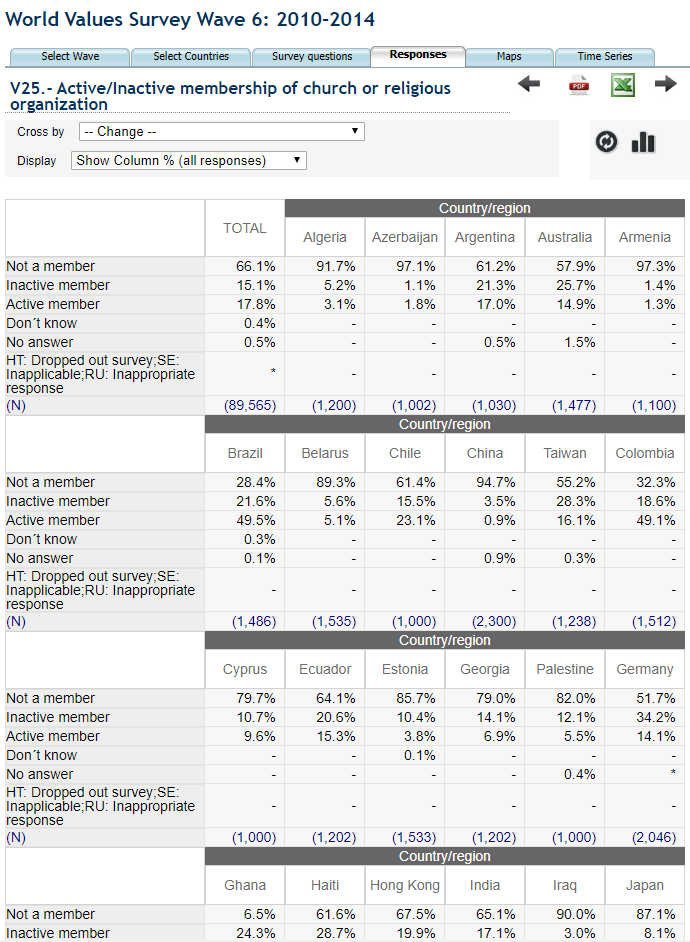 World Values Survey Wave 6: 2010-2014
Select Wave Select Countries Survey questions Responses Maps Time Series
V25.- Active/Inactive membership of church or religious
organization
PDF
Cross by -- Change --
Display Show Column % (all responses)
TOTAL Country/region
Algeria Azerbaijan Argentina Australia Armenia
Not a member 66.1% 91.7% 97.1% 61.2% 57.9% 97.3%
Inactive member 15.1% 5.2% 1.1% 21.3% 25.7% 1.4%
Active member 17.8% 3.1% 1.8% 17.0% 14.9% 1.3%
Don´t know 0.4% - - - - -
No answer 0.5% - - 0.5% 1.5% -
HT: Dropped out survey;SE:
Inapplicable;RU: Inappropriate
response * - - - - -
(N) (89,565) (1,200) (1,002) (1,030) (1,477) (1,100)
Country/region
Brazil Belarus Chile China Taiwan Colombia
Not a member 28.4% 89.3% 61.4% 94.7% 55.2% 32.3%
Inactive member 21.6% 5.6% 15.5% 3.5% 28.3% 18.6%
Active member 49.5% 5.1% 23.1% 0.9% 16.1% 49.1%
Don´t know 0.3% - - - - -
No answer 0.1% - - 0.9% 0.3% -
HT: Dropped out survey;SE:
Inapplicable;RU: Inappropriate
response - - - - - -
(N) (1,486) (1,535) (1,000) (2,300) (1,238) (1,512)
Country/region
Cyprus Ecuador Estonia Georgia Palestine Germany
Not a member 79.7% 64.1% 85.7% 79.0% 82.0% 51.7%
Inactive member 10.7% 20.6% 10.4% 14.1% 12.1% 34.2%
Active member 9.6% 15.3% 3.8% 6.9% 5.5% 14.1%
Don´t know - - 0.1% - - -
No answer - - - - 0.4% *
HT: Dropped out survey;SE:
Inapplicable;RU: Inappropriate
response - - - - - -
(N) (1,000) (1,202) (1,533) (1,202) (1,000) (2,046)
Country/region
Ghana Haiti Hong Kong India Iraq Japan
Not a member 6.5% 61.6% 67.5% 65.1% 90.0% 87.1%
Inactive member 24.3% 28.7% 19.9% 17.1% 3.0% 8.1%